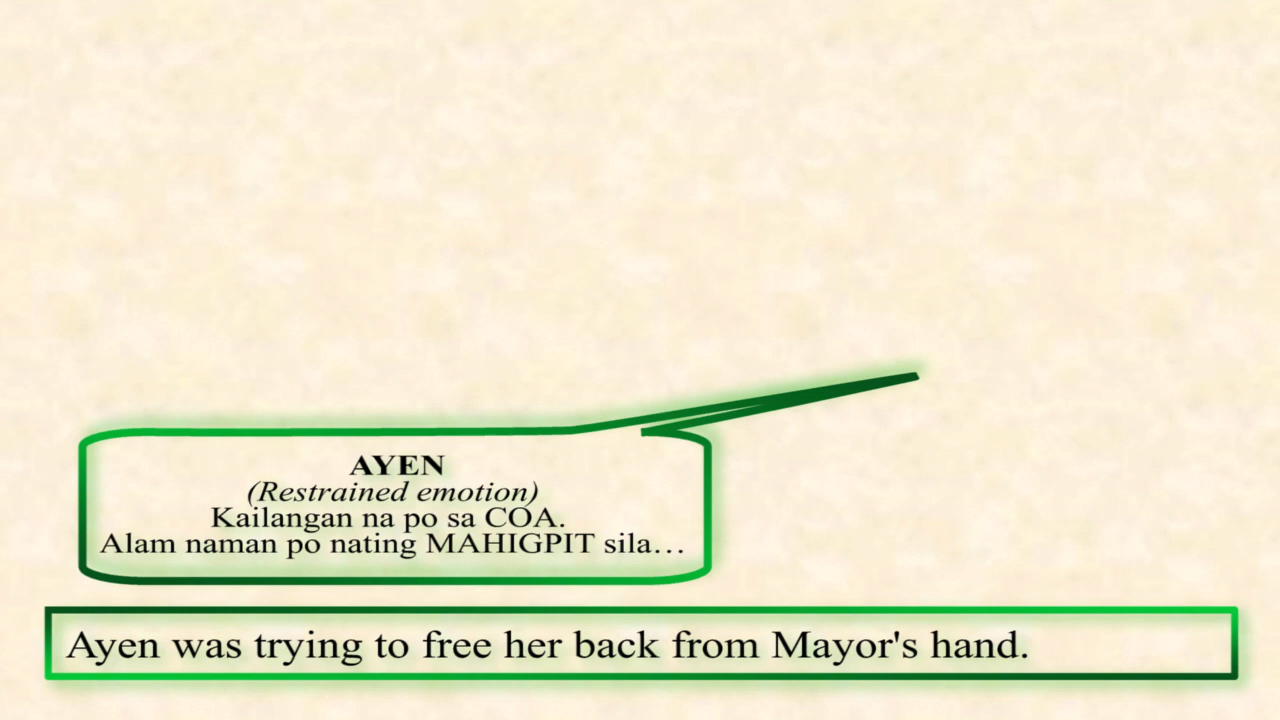 AYEN
(Restrained emotion)
Kailangan na po sa COA.
Alam naman po nating MAHIGPIT sila…
Ayen was trying to free her back from Mayor's hand.